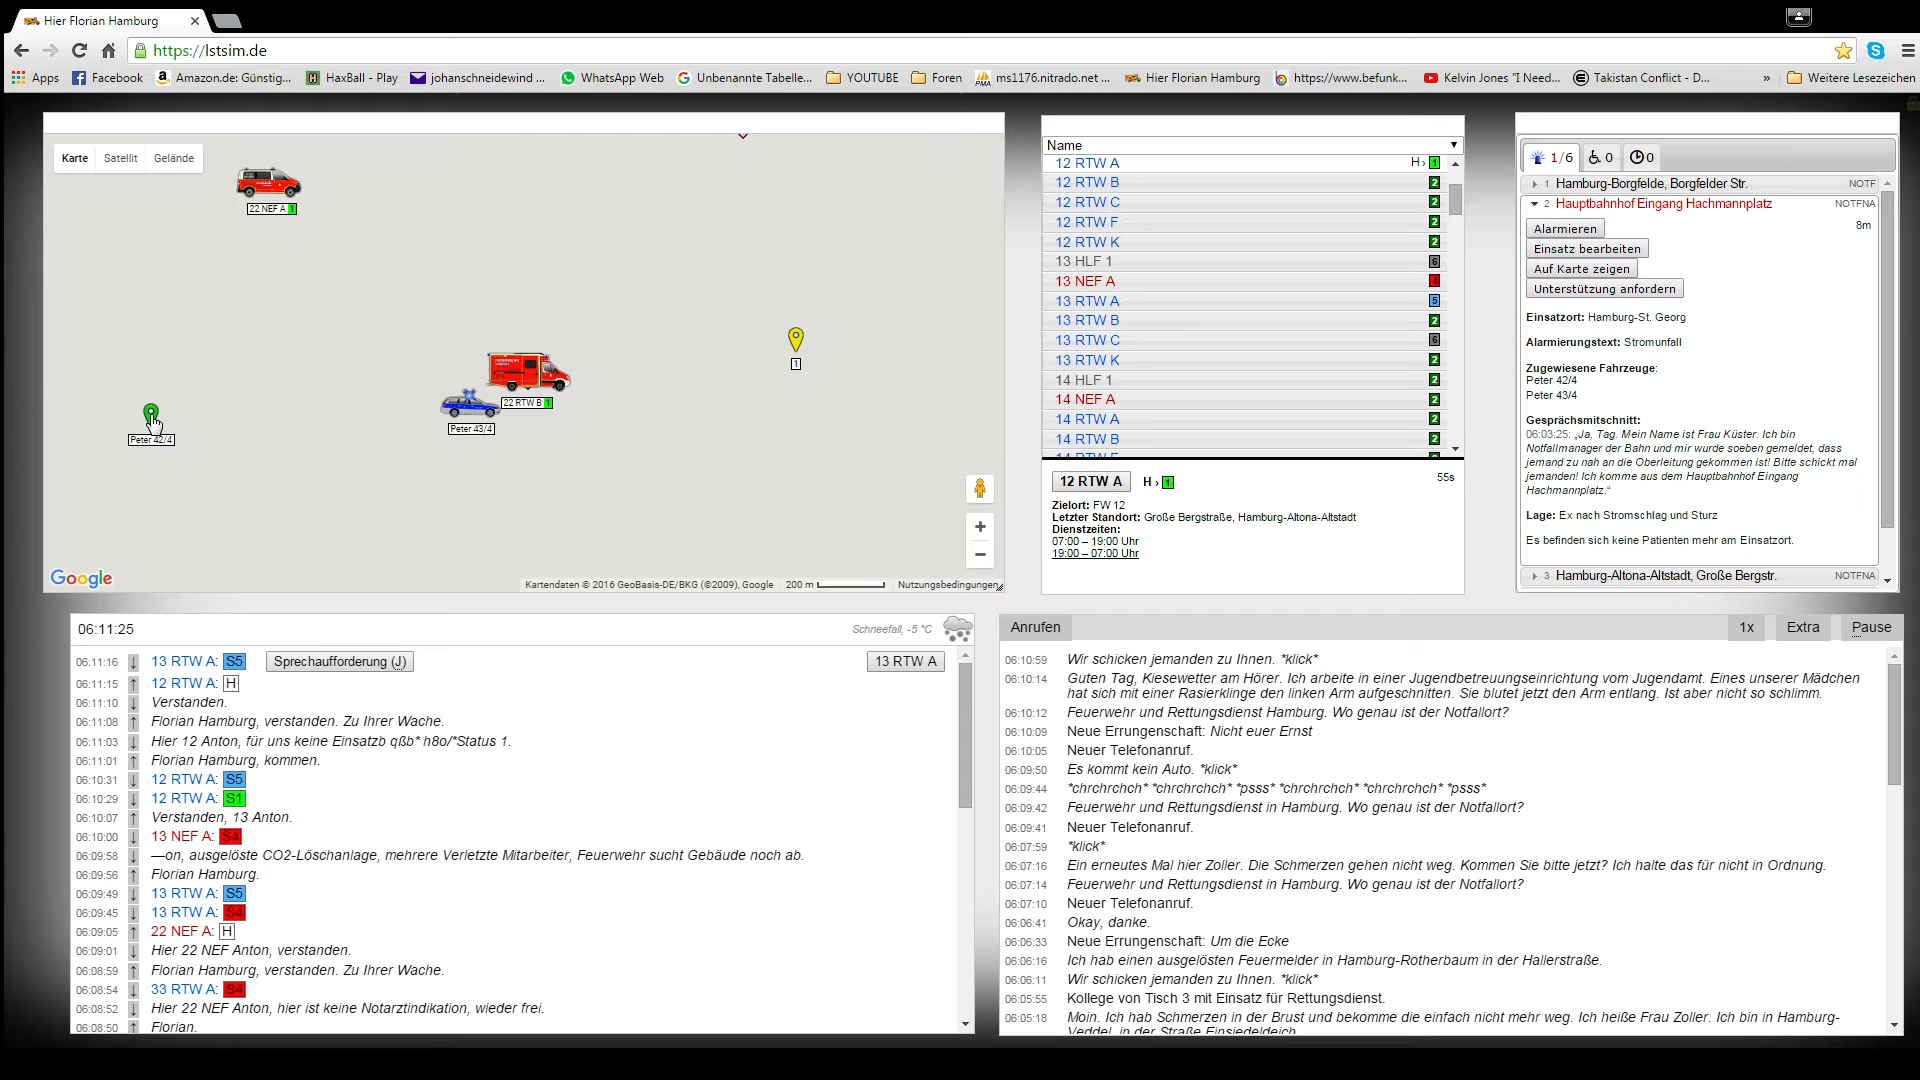 Hier Florian Hamburg
https://lstsim.de
Apps Facebook Amazon.de: Günstig... HaxBall - Play johanschneidewind ... WhatsApp Web Unbenannte Tabelle... YOUTUBE Foren ms1176.nitrado.net ... Hier Florian Hamburg https://www.befunk... Kelvin Jones "I Need... Takistan Conflict - D... » Weitere Lesezeichen
Karte Satellit Gelände
22 NEF A 1
22 RTW B 1
Peter 43/4
Peter 42/4
1
Google
Kartendaten © 2016 GeoBasis-DE/BKG (©2009), Google 200 m Nutzungsbedingungen
Name
12 RTW A H › 1
12 RTW B 2
12 RTW C 2
12 RTW F 2
12 RTW K 2
13 HLF 1 6
13 NEF A 4
13 RTW A 5
13 RTW B 2
13 RTW C 6
13 RTW K 2
14 HLF 1 2
14 NEF A 2
14 RTW A 2
14 RTW B 2
12 RTW A H › 1 55s
Zielort: FW 12
Letzter Standort: Große Bergstraße, Hamburg-Altona-Altstadt
Dienstzeiten:
07:00 – 19:00 Uhr
19:00 – 07:00 Uhr
1/6 0 0
1 Hamburg-Borgfelde, Borgfelder Str. NOTF
2 Hauptbahnhof Eingang Hachmannplatz NOTFNA
Alarmieren 8m
Einsatz bearbeiten
Auf Karte zeigen
Unterstützung anfordern
Einsatzort: Hamburg-St. Georg
Alarmierungstext: Stromunfall
Zugewiesene Fahrzeuge:
Peter 42/4
Peter 43/4
Gesprächsmitschnitt:
06:03:25: „Ja, Tag. Mein Name ist Frau Küster. Ich bin
Notfallmanager der Bahn und mir wurde soeben gemeldet, dass
jemand zu nah an die Oberleitung gekommen ist! Bitte schickt mal
jemanden! Ich komme aus dem Hauptbahnhof Eingang
Hachmannplatz.“
Lage: Ex nach Stromschlag und Sturz
Es befinden sich keine Patienten mehr am Einsatzort.
3 Hamburg-Altona-Altstadt, Große Bergstr. NOTFNA
06:11:25 Schneefall, -5 °C
06:11:16 ↓ 13 RTW A: S5 Sprechaufforderung (J) 13 RTW A
06:11:15 ↑ 12 RTW A: H
06:11:10 ↓ Verstanden.
06:11:08 ↑ Florian Hamburg, verstanden. Zu Ihrer Wache.
06:11:03 ↓ Hier 12 Anton, für uns keine Einsatzb qßb* h8o/*Status 1.
06:11:01 ↑ Florian Hamburg, kommen.
06:10:31 ↓ 12 RTW A: S5
06:10:29 ↓ 12 RTW A: S1
06:10:07 ↑ Verstanden, 13 Anton.
06:10:00 ↓ 13 NEF A: S4
06:09:58 ↓ —on, ausgelöste CO2-Löschanlage, mehrere Verletzte Mitarbeiter, Feuerwehr sucht Gebäude noch ab.
06:09:56 ↑ Florian Hamburg.
06:09:49 ↓ 13 RTW A: S5
06:09:45 ↓ 13 RTW A: S4
06:09:05 ↑ 22 NEF A: H
06:09:01 ↓ Hier 22 NEF Anton, verstanden.
06:08:59 ↑ Florian Hamburg, verstanden. Zu Ihrer Wache.
06:08:54 ↓ 33 RTW A: S4
06:08:52 ↓ Hier 22 NEF Anton, hier ist keine Notarztindikation, wieder frei.
06:08:50 ↑ Florian.
Anrufen 1x Extra Pause
06:10:59 Wir schicken jemanden zu Ihnen. *klick*
06:10:14 Guten Tag, Kiesewetter am Hörer. Ich arbeite in einer Jugendbetreuungseinrichtung vom Jugendamt. Eines unserer Mädchen
hat sich mit einer Rasierklinge den linken Arm aufgeschnitten. Sie blutet jetzt den Arm entlang. Ist aber nicht so schlimm.
06:10:12 Feuerwehr und Rettungsdienst Hamburg. Wo genau ist der Notfallort?
06:10:09 Neue Errungenschaft: Nicht euer Ernst
06:10:05 Neuer Telefonanruf.
06:09:50 Es kommt kein Auto. *klick*
06:09:44 *chrchrchch* *chrchrchch* *psss* *chrchrchch* *chrchrchch* *psss*
06:09:42 Feuerwehr und Rettungsdienst in Hamburg. Wo genau ist der Notfallort?
06:09:41 Neuer Telefonanruf.
06:07:59 *klick*
06:07:16 Ein erneutes Mal hier Zoller. Die Schmerzen gehen nicht weg. Kommen Sie bitte jetzt? Ich halte das für nicht in Ordnung.
06:07:14 Feuerwehr und Rettungsdienst in Hamburg. Wo genau ist der Notfallort?
06:07:10 Neuer Telefonanruf.
06:06:41 Okay, danke.
06:06:33 Neue Errungenschaft: Um die Ecke
06:06:16 Ich hab einen ausgelösten Feuermelder in Hamburg-Rotherbaum in der Hallerstraße.
06:06:11 Wir schicken jemanden zu Ihnen. *klick*
06:05:55 Kollege von Tisch 3 mit Einsatz für Rettungsdienst.
06:05:18 Moin. Ich hab Schmerzen in der Brust und bekomme die einfach nicht mehr weg. Ich heiße Frau Zoller. Ich bin in Hamburg-
Veddel, in der Straße Einsiedeldeich.